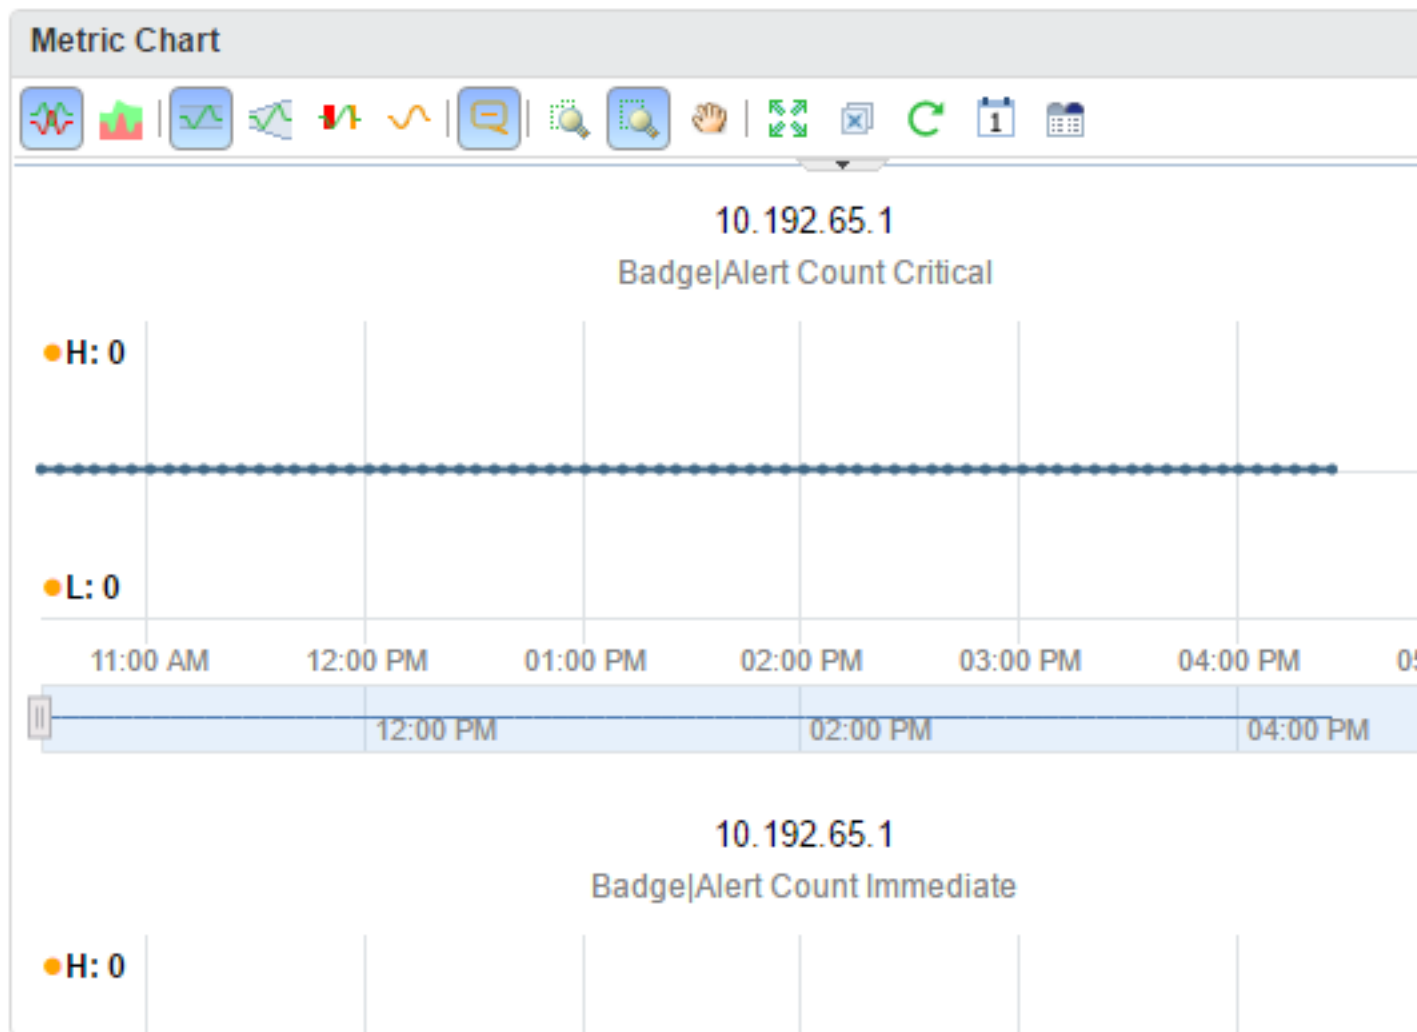 Metric Chart
1
10.192.65.1
Badge|Alert Count Critical
H: 0
L: 0
11:00 AM 12:00 PM 01:00 PM 02:00 PM 03:00 PM 04:00 PM
12:00 PM 02:00 PM 04:00 PM
10.192.65.1
Badge|Alert Count Immediate
H: 0